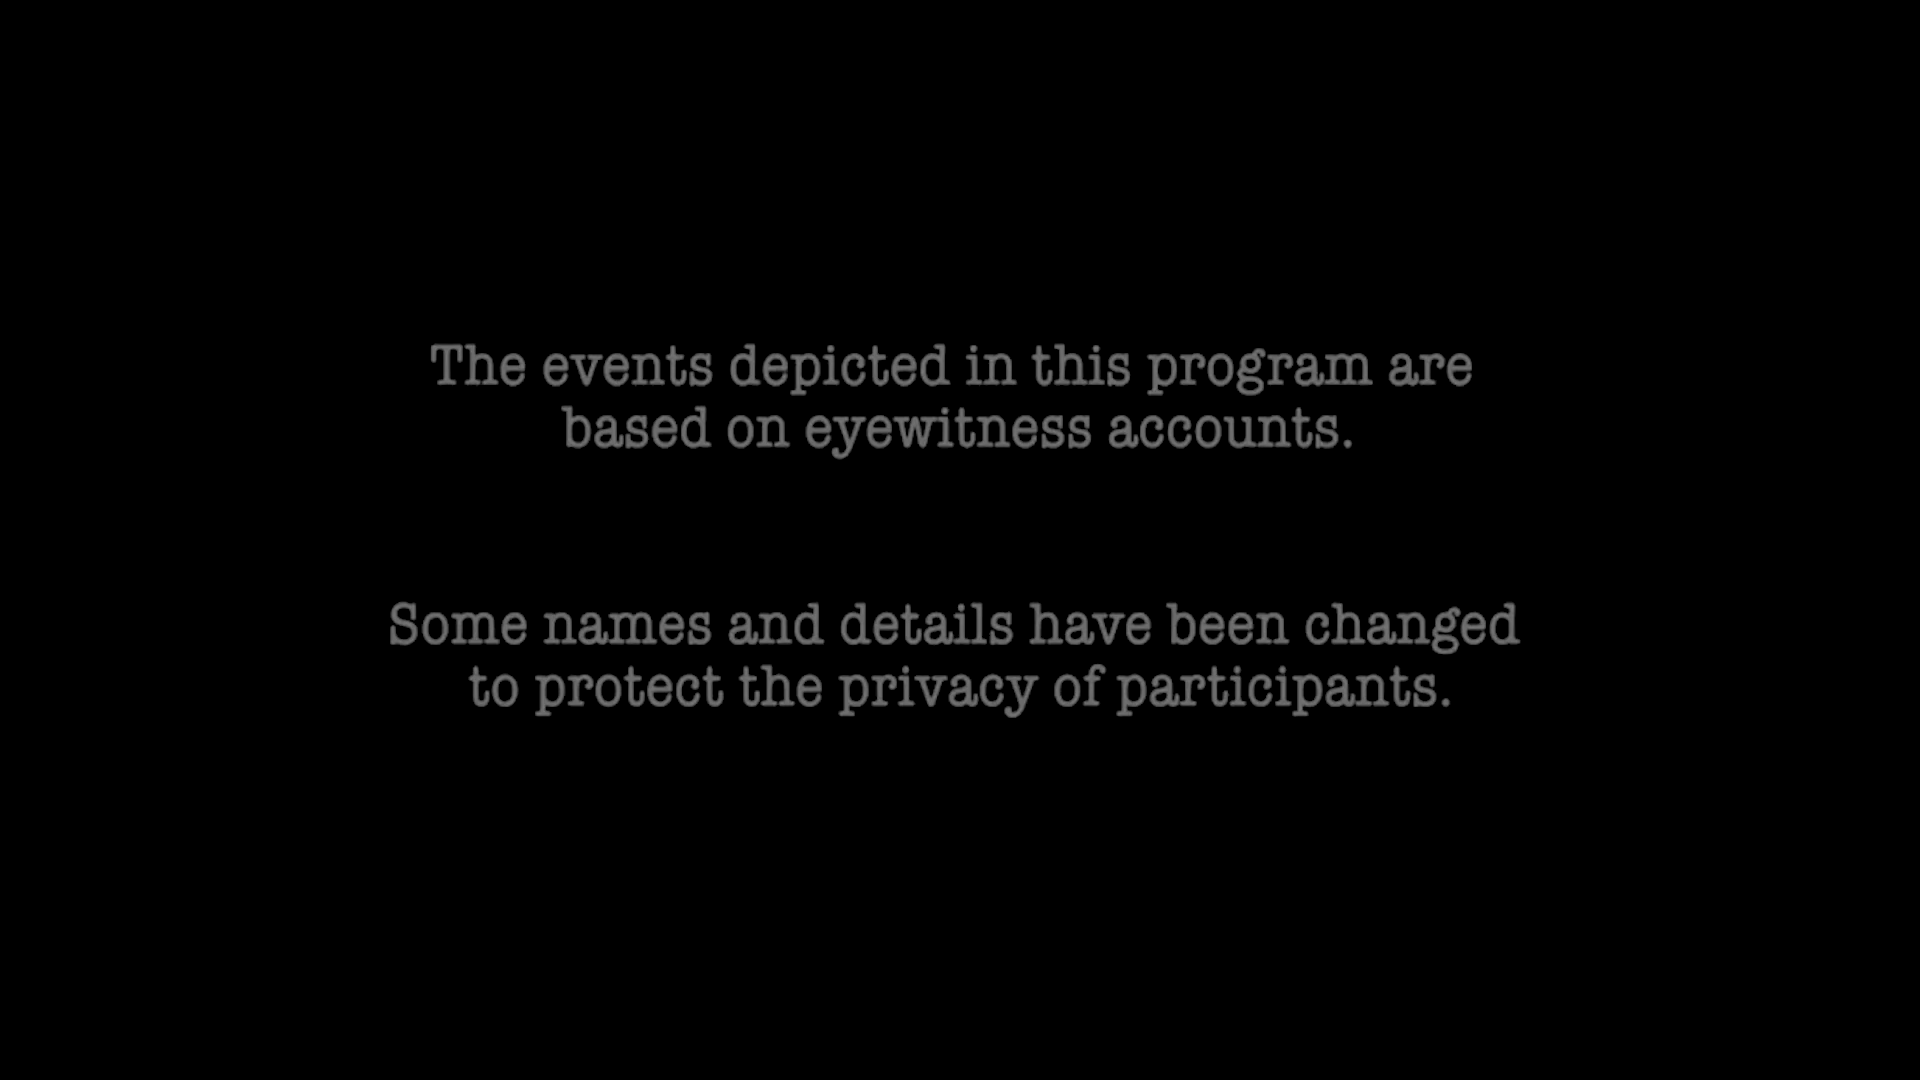 The events depicted in this program are
based on eyewitness accounts.
Some names and details have been changed
to protect the privacy of participants.